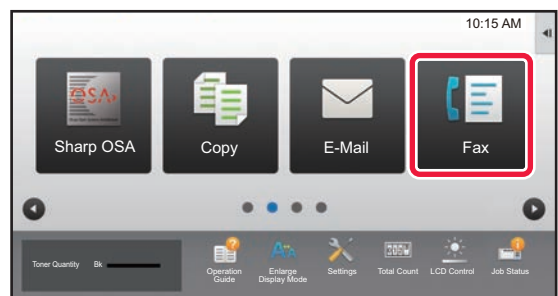 10:15 AM
OSA
Sharp OSA
Copy
E-Mail
Fax
Toner Quantity Bk
Operation Guide
Enlarge Display Mode
Settings
Total Count
LCD Control
Job Status